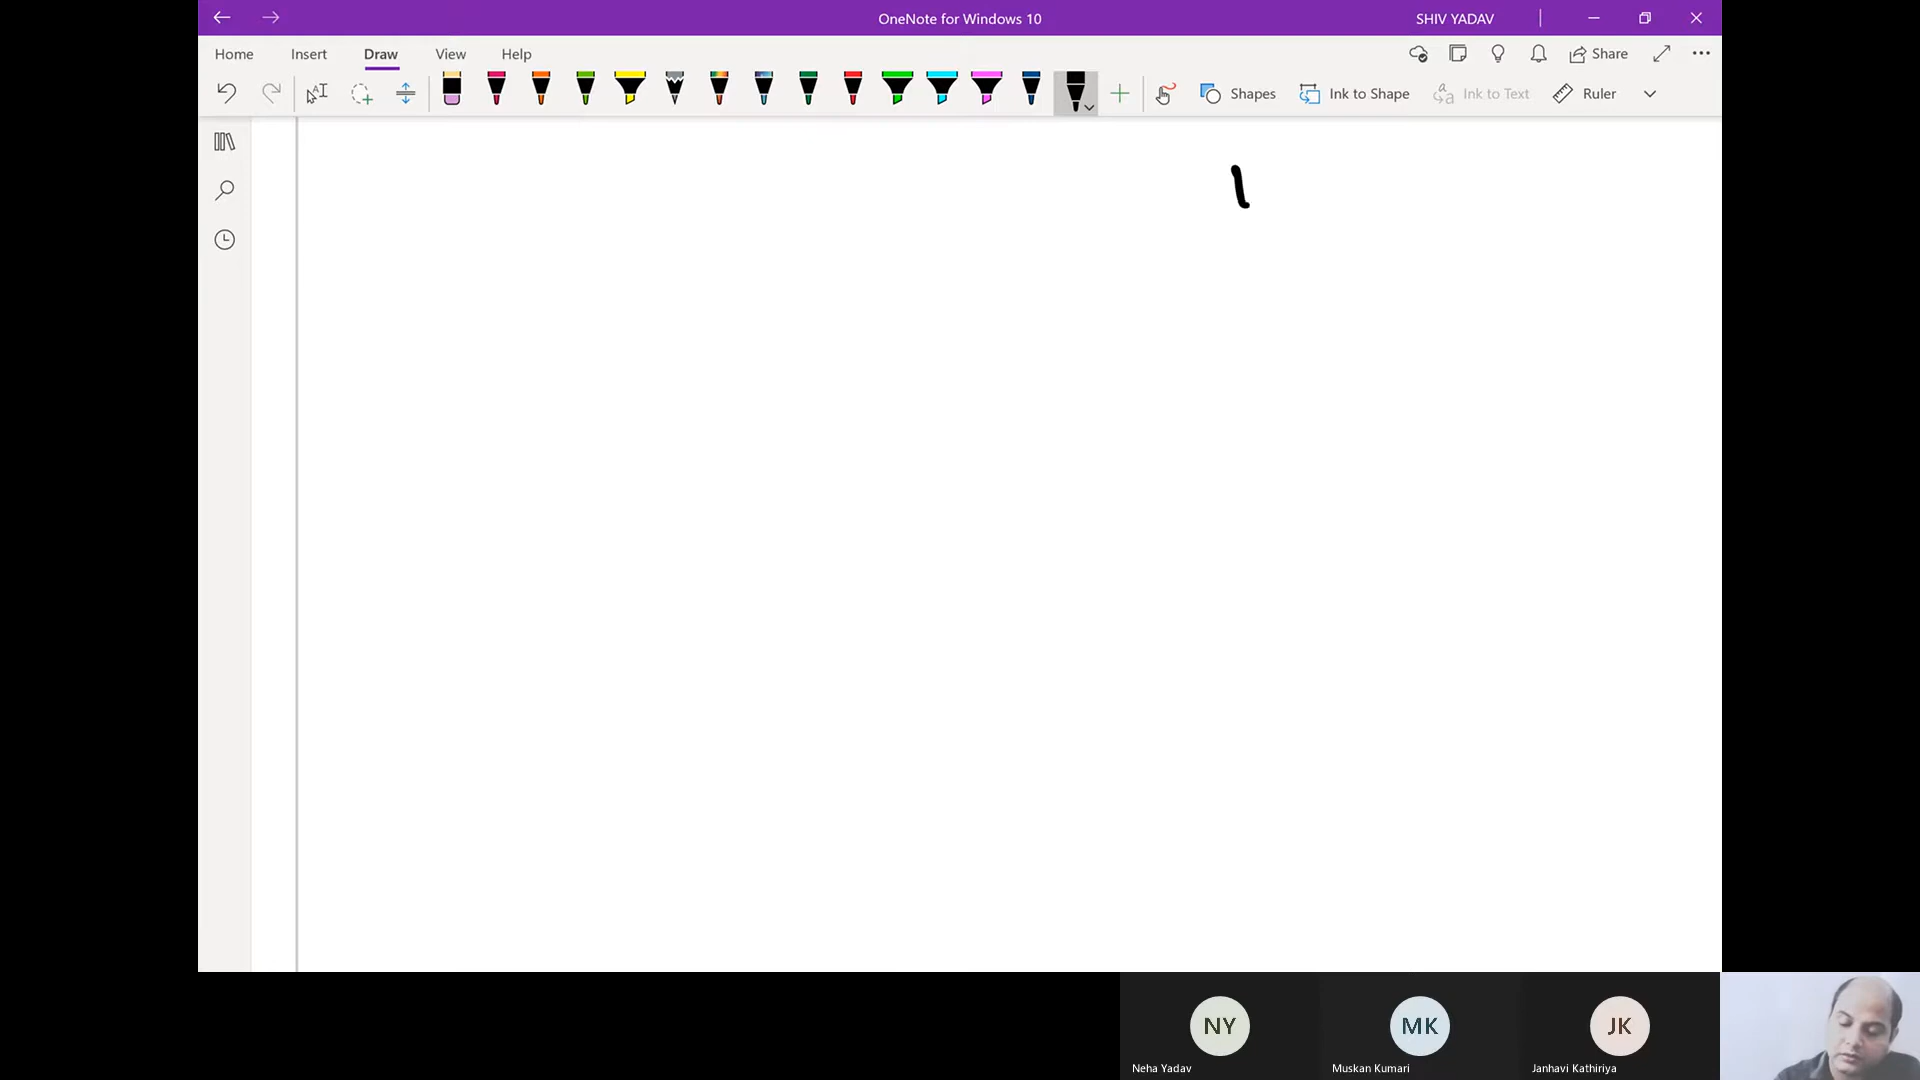 OneNote for Windows 10
SHIV YADAV
Home Insert Draw View Help
Share
Shapes Ink to Shape Ink to Text Ruler
NY MK JK
Neha Yadav Muskan Kumari Janhavi Kathiriya